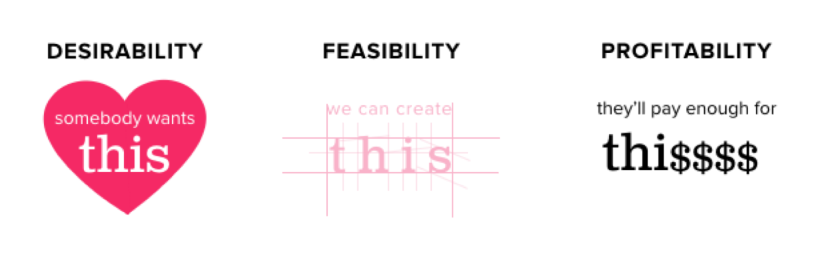 DESIRABILITY
somebody wants
this
FEASIBILITY
we can create
this
PROFITABILITY
they'll pay enough for
thi$$$$